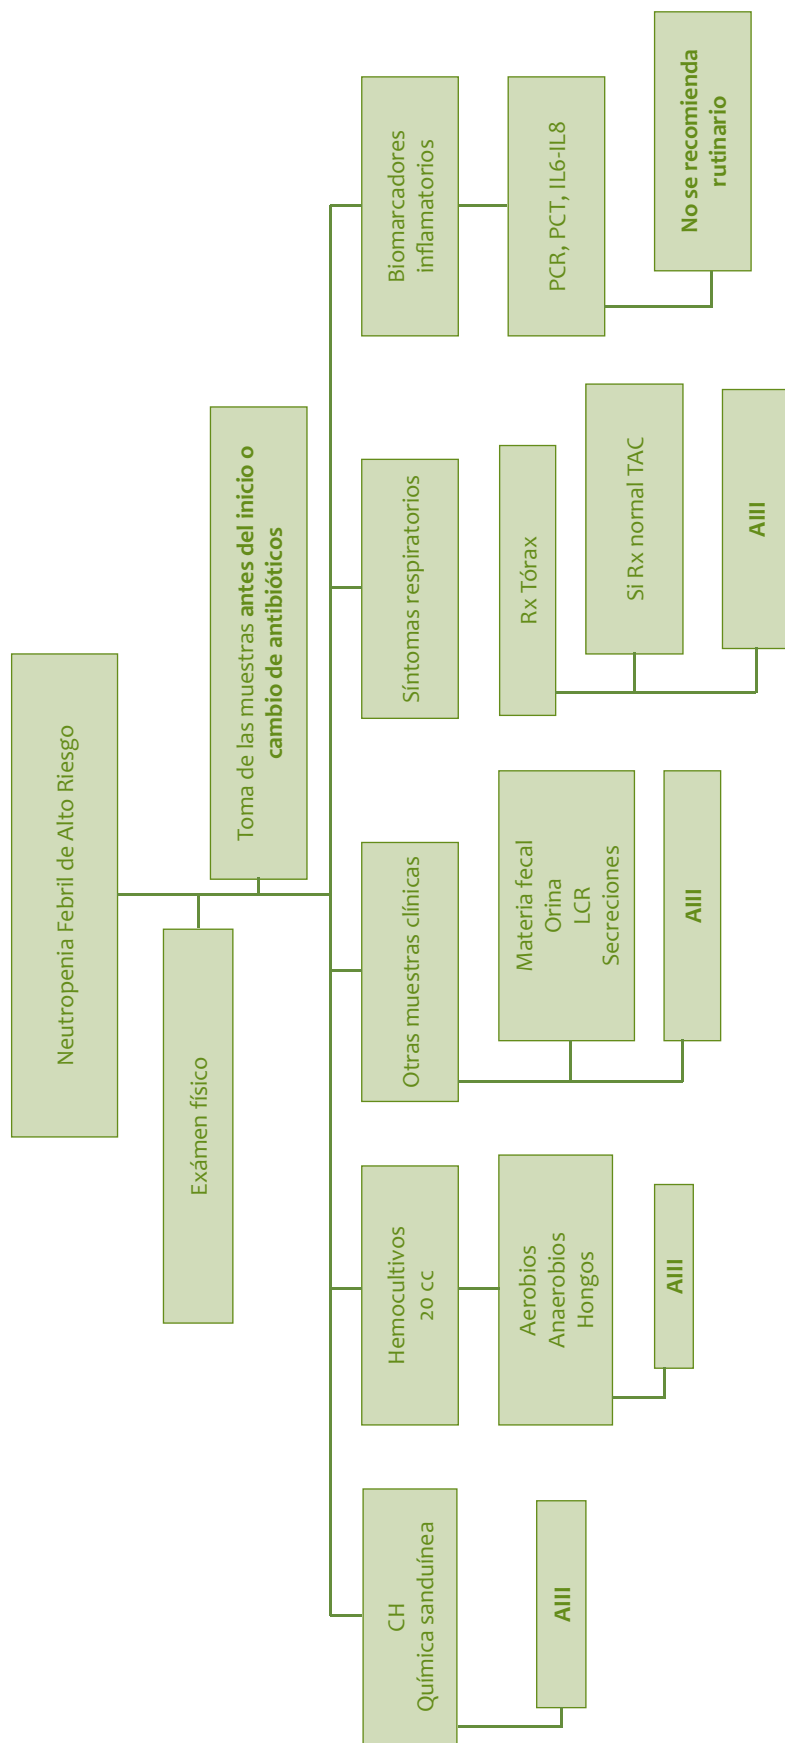 Neutropenia Febril de Alto Riesgo
Exámen físico
Toma de las muestras antes del inicio o
cambio de antibióticos
CH
Química sanduínea
AIII
Hemocultivos
20 cc
Aerobios
Anaerobios
Hongos
AIII
Otras muestras clínicas
Materia fecal
Orina
LCR
Secreciones
AIII
Síntomas respiratorios
Rx Tórax
Si Rx nornal TAC
AIII
Biomarcadores
inflamatorios
PCR, PCT, IL6-IL8
No se recomienda
rutinario